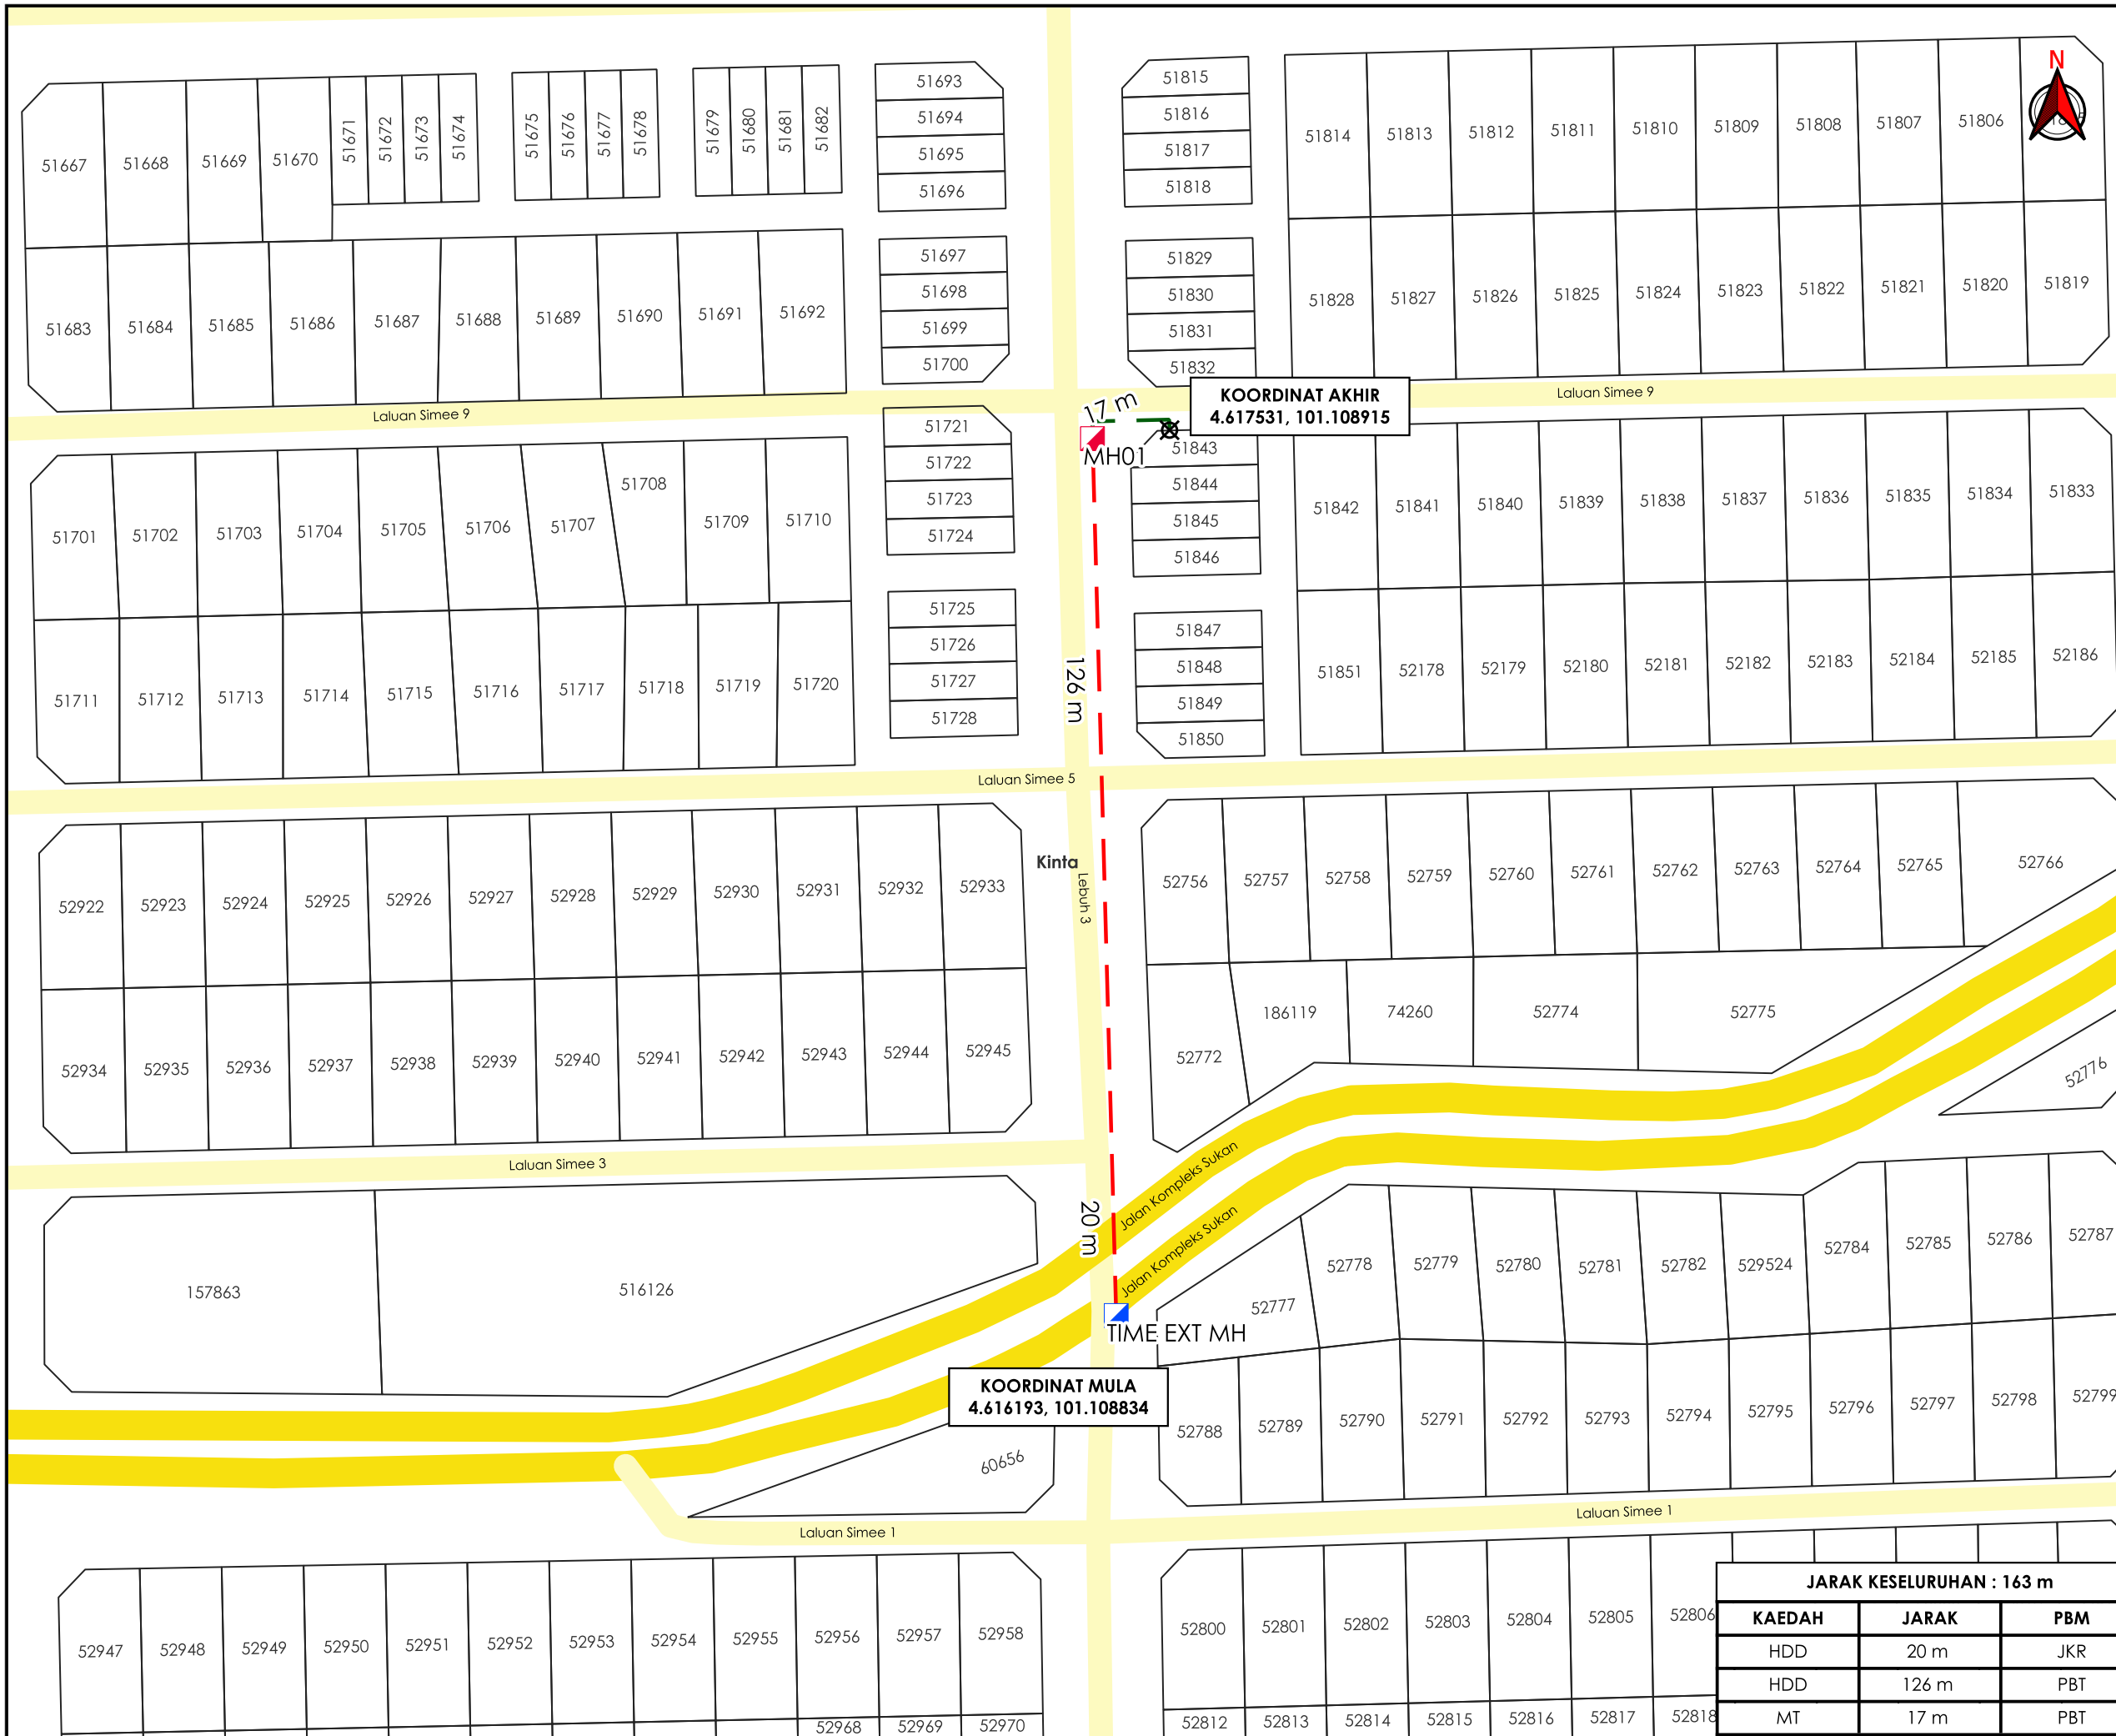 N
51667 51668 51669 51670 51671 51672 51673 51674 51675 51676 51677 51678 51679 51680 51681 51682
51693
51694
51695
51696
51815
51816
51817
51818
51814 51813 51812 51811 51810 51809 51808 51807 51806
51683 51684 51685 51686 51687 51688 51689 51690 51691 51692
51697
51698
51699
51700
51829
51830
51831
51832
51828 51827 51826 51825 51824 51823 51822 51821 51820 51819
Laluan Simee 9
KOORDINAT AKHIR
4.617531, 101.108915
Laluan Simee 9
17 m
MH01
51701 51702 51703 51704 51705 51706 51707 51708 51709 51710
51721
51722
51723
51724
51843
51844
51845
51846
51842 51841 51840 51839 51838 51837 51836 51835 51834 51833
51711 51712 51713 51714 51715 51716 51717 51718 51719 51720
51725
51726
51727
51728
126 m
51847
51848
51849
51850
51851 52178 52179 52180 52181 52182 52183 52184 52185 52186
Laluan Simee 5
52922 52923 52924 52925 52926 52927 52928 52929 52930 52931 52932 52933
Kinta
Lebuh 3
52756 52757 52758 52759 52760 52761 52762 52763 52764 52765 52766
52934 52935 52936 52937 52938 52939 52940 52941 52942 52943 52944 52945
52772 186119 74260 52774 52775
52776
Laluan Simee 3
Jalan Kompleks Sukan
20 m
Jalan Kompleks Sukan
157863 516126
52777 52778 52779 52780 52781 52782 529524 52784 52785 52786 52787
TIME EXT MH
KOORDINAT MULA
4.616193, 101.108834
52788 52789 52790 52791 52792 52793 52794 52795 52796 52797 52798 52799
60656
Laluan Simee 1
Laluan Simee 1
52947 52948 52949 52950 52951 52952 52953 52954 52955 52956 52957 52958
52800 52801 52802 52803 52804 52805 52806
52968 52969 52970
52812 52813 52814 52815 52816 52817 52818
JARAK KESELURUHAN : 163 m
KAEDAH JARAK PBM
HDD 20 m JKR
HDD 126 m PBT
MT 17 m PBT